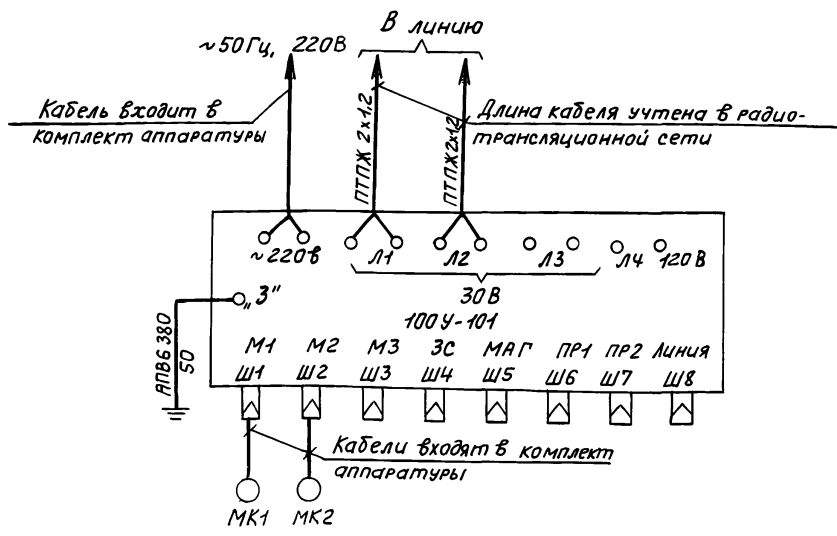 В линию
~50Гц, 220В
Кабель входит в
комплект аппаратуры
ПТПЖ 2х1,2
ПТПЖ 2х1,2
Длина кабеля учтена в радио-
трансляционной сети
~220в
Л1
Л2
Л3
Л4
120В
30В
„З"
100У-101
АПВ6 380
50
М1 М2 М3 ЗС МАГ ПР1 ПР2 Линия
Ш1 Ш2 Ш3 Ш4 Ш5 Ш6 Ш7 Ш8
Кабели входят в комплект
аппаратуры
МК1 МК2